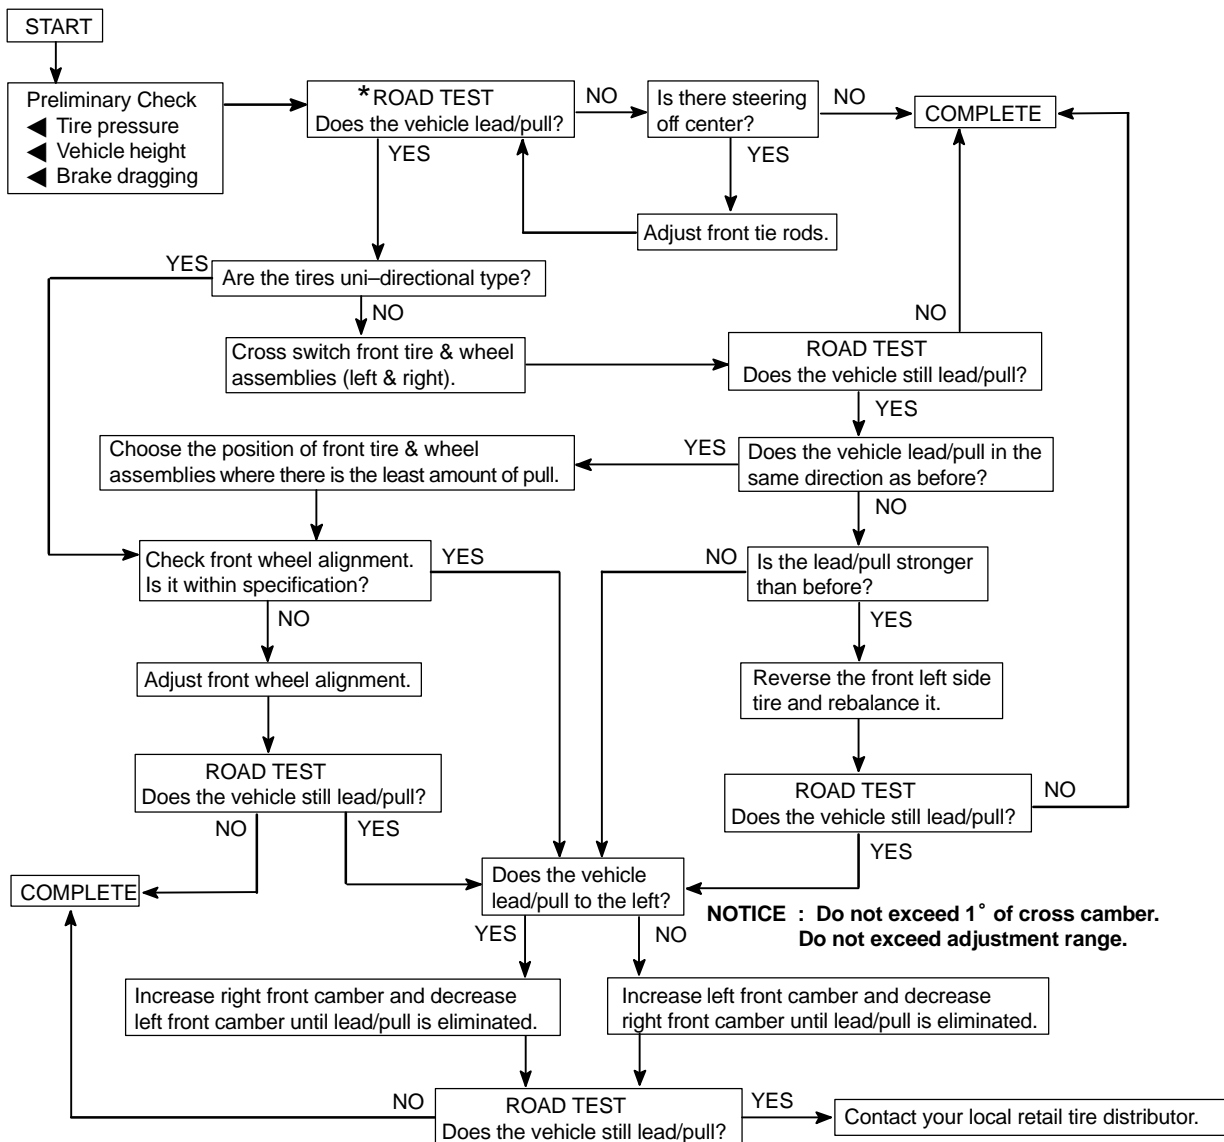 START
Preliminary Check
◀ Tire pressure
◀ Vehicle height
◀ Brake dragging
*ROAD TEST
Does the vehicle lead/pull?
NO
YES
Is there steering
off center?
NO
YES
COMPLETE
Adjust front tie rods.
YES
Are the tires uni–directional type?
NO
Cross switch front tire & wheel
assemblies (left & right).
NO
ROAD TEST
Does the vehicle still lead/pull?
YES
Choose the position of front tire & wheel
assemblies where there is the least amount of pull.
YES
Does the vehicle lead/pull in the
same direction as before?
NO
Check front wheel alignment.
Is it within specification?
YES
NO
NO
Is the lead/pull stronger
than before?
YES
Adjust front wheel alignment.
Reverse the front left side
tire and rebalance it.
ROAD TEST
Does the vehicle still lead/pull?
NO
YES
ROAD TEST
Does the vehicle still lead/pull?
NO
YES
COMPLETE
Does the vehicle
lead/pull to the left?
YES
NO
NOTICE : Do not exceed 1° of cross camber.
Do not exceed adjustment range.
Increase right front camber and decrease
left front camber until lead/pull is eliminated.
Increase left front camber and decrease
right front camber until lead/pull is eliminated.
NO
ROAD TEST
Does the vehicle still lead/pull?
YES
Contact your local retail tire distributor.